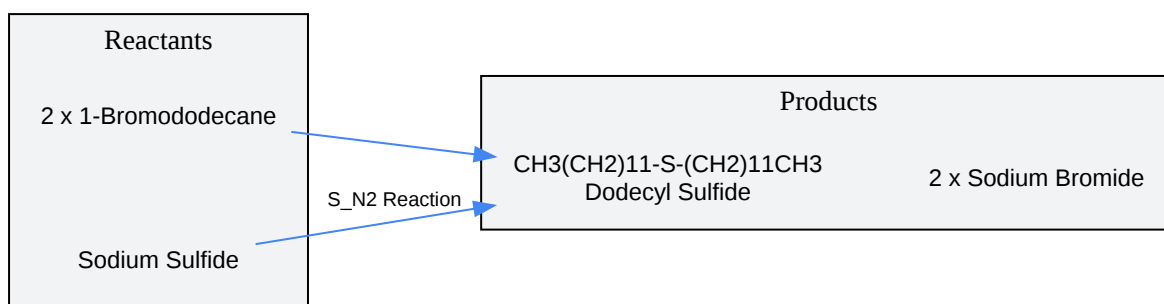 Reactants
2 x 1-Bromododecane
Sodium Sulfide
S_N2 Reaction
Products
CH3(CH2)11-S-(CH2)11CH3
Dodecyl Sulfide
2 x Sodium Bromide